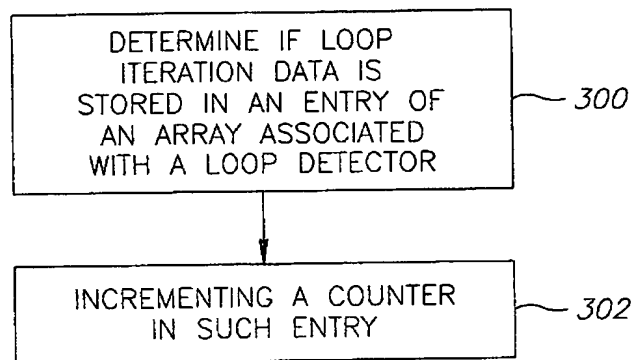 DETERMINE IF LOOP
ITERATION DATA IS
STORED IN AN ENTRY OF
AN ARRAY ASSOCIATED
WITH A LOOP DETECTOR
300
INCREMENTING A COUNTER
IN SUCH ENTRY
302